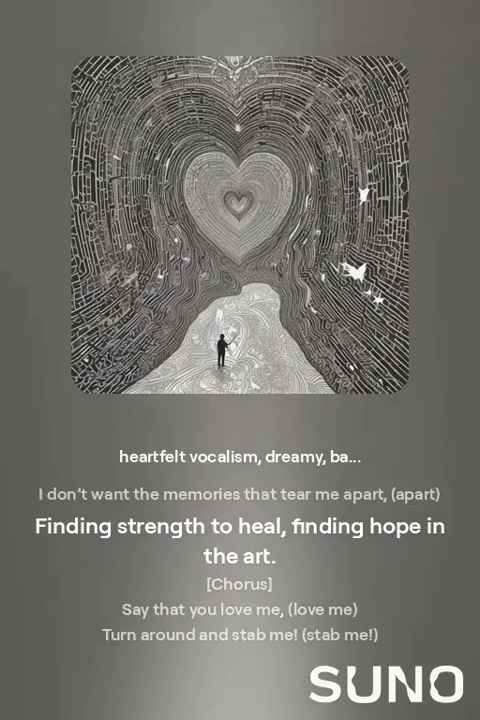 heartfelt vocalism, dreamy, ba...
I don't want the memories that tear me apart, (apart)
Finding strength to heal, finding hope in
the art.
[Chorus]
Say that you love me, (love me)
Turn around and stab me! (stab me!)
SUNO